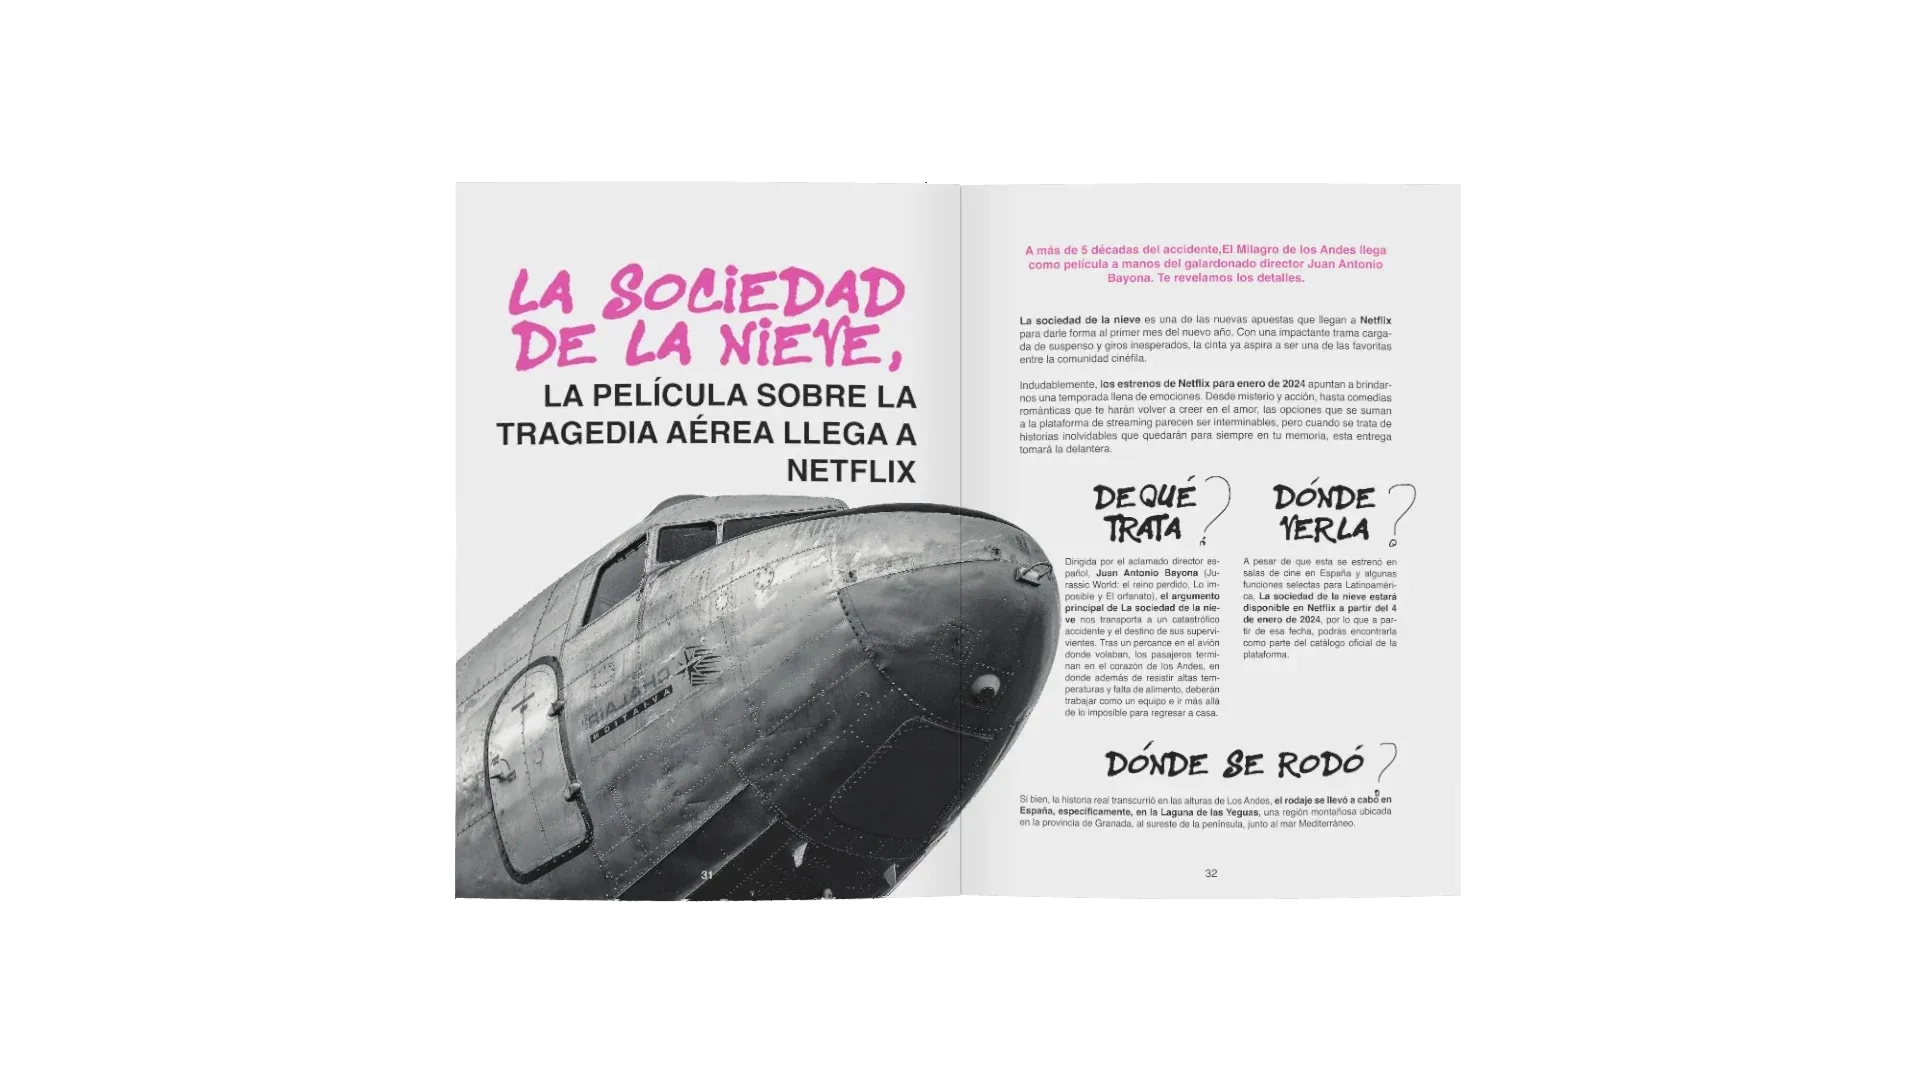 LA SOCiEDAD
DE LA NiEVE,
LA PELÍCULA SOBRE LA
TRAGEDIA AÉREA LLEGA A
NETFLIX
CHALAIR
AVIATION
31
A más de 5 décadas del accidente,El Milagro de los Andes llega
como película a manos del galardonado director Juan Antonio
Bayona. Te revelamos los detalles.
La sociedad de la nieve es una de las nuevas apuestas que llegan a Netflix
para darle forma al primer mes del nuevo año. Con una impactante trama carga-
da de suspenso y giros inesperados, la cinta ya aspira a ser una de las favoritas
entre la comunidad cinéfila.
Indudablemente, los estrenos de Netflix para enero de 2024 apuntan a brindar-
nos una temporada llena de emociones. Desde misterio y acción, hasta comedias
románticas que te harán volver a creer en el amor, las opciones que se suman
a la plataforma de streaming parecen ser interminables, pero cuando se trata de
historias inolvidables que quedarán para siempre en tu memoria, esta entrega
tomará la delantera.
DE QUÉ
TRATA ?
Dirigida por el aclamado director es-
pañol, Juan Antonio Bayona (Ju-
rassic World: el reino perdido, Lo im-
posible y El orfanato), el argumento
principal de La sociedad de la nie-
ve nos transporta a un catastrófico
accidente y el destino de sus supervi-
vientes. Tras un percance en el avión
donde volaban, los pasajeros termi-
nan en el corazón de los Andes, en
donde además de resistir altas tem-
peraturas y falta de alimento, deberán
trabajar como un equipo e ir más allá
de lo imposible para regresar a casa.
DÓNDE
VERLA ?
A pesar de que esta se estrenó en
salas de cine en España y algunas
funciones selectas para Latinoaméri-
ca, La sociedad de la nieve estará
disponible en Netflix a partir del 4
de enero de 2024, por lo que a par-
tir de esa fecha, podrás encontrarla
como parte del catálogo oficial de la
plataforma.
DÓNDE SE RODÓ ?
Si bien, la historia real transcurrió en las alturas de Los Andes, el rodaje se llevó a cabo en
España, específicamente, en la Laguna de las Yeguas, una región montañosa ubicada
en la provincia de Granada, al sureste de la península, junto al mar Mediterráneo.
32